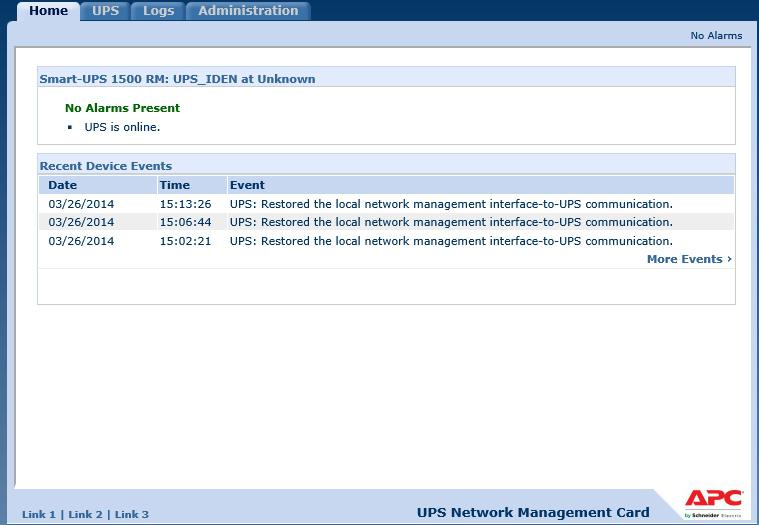 Home UPS Logs Administration
No Alarms
Smart-UPS 1500 RM: UPS_IDEN at Unknown
No Alarms Present
▪ UPS is online.
Recent Device Events
Date Time Event
03/26/2014 15:13:26 UPS: Restored the local network management interface-to-UPS communication.
03/26/2014 15:06:44 UPS: Restored the local network management interface-to-UPS communication.
03/26/2014 15:02:21 UPS: Restored the local network management interface-to-UPS communication.
More Events ›
Link 1 | Link 2 | Link 3
UPS Network Management Card
APC
by Schneider Electric